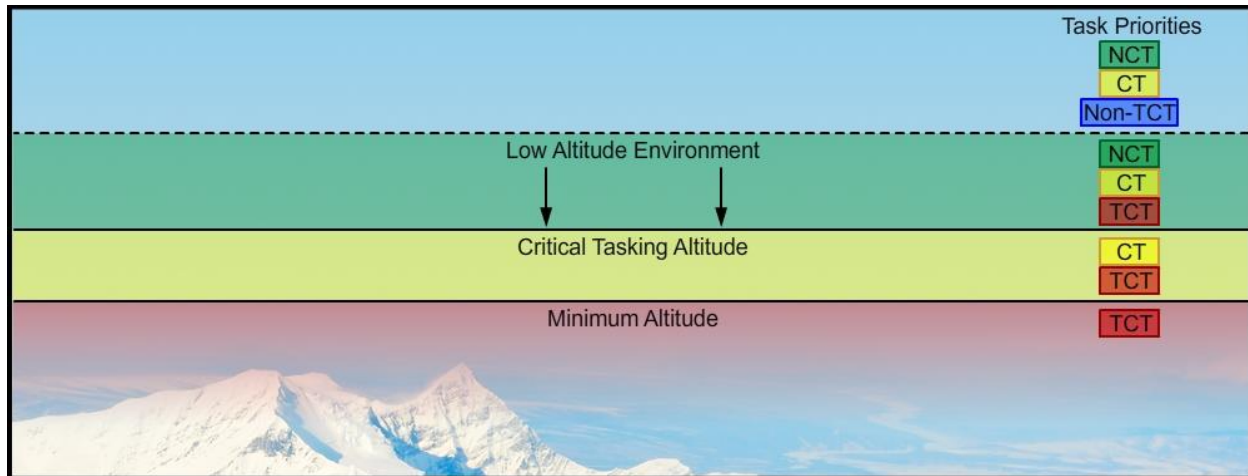 Task Priorities
NCT
CT
Non-TCT
Low Altitude Environment
NCT
CT
TCT
Critical Tasking Altitude
CT
TCT
Minimum Altitude
TCT